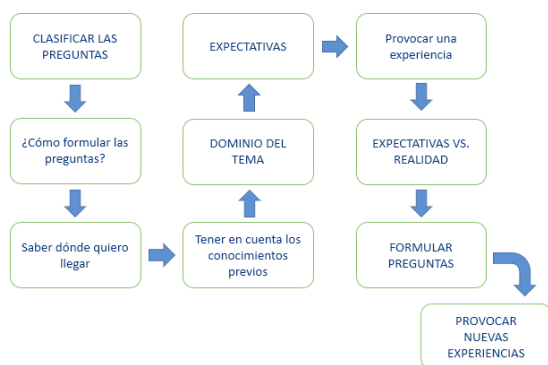 CLASIFICAR LAS
PREGUNTAS
¿Cómo formular las
preguntas?
Saber dónde quiero
llegar
Tener en cuenta los
conocimientos
previos
DOMINIO DEL
TEMA
EXPECTATIVAS
Provocar una
experiencia
EXPECTATIVAS VS.
REALIDAD
FORMULAR
PREGUNTAS
PROVOCAR
NUEVAS
EXPERIENCIAS